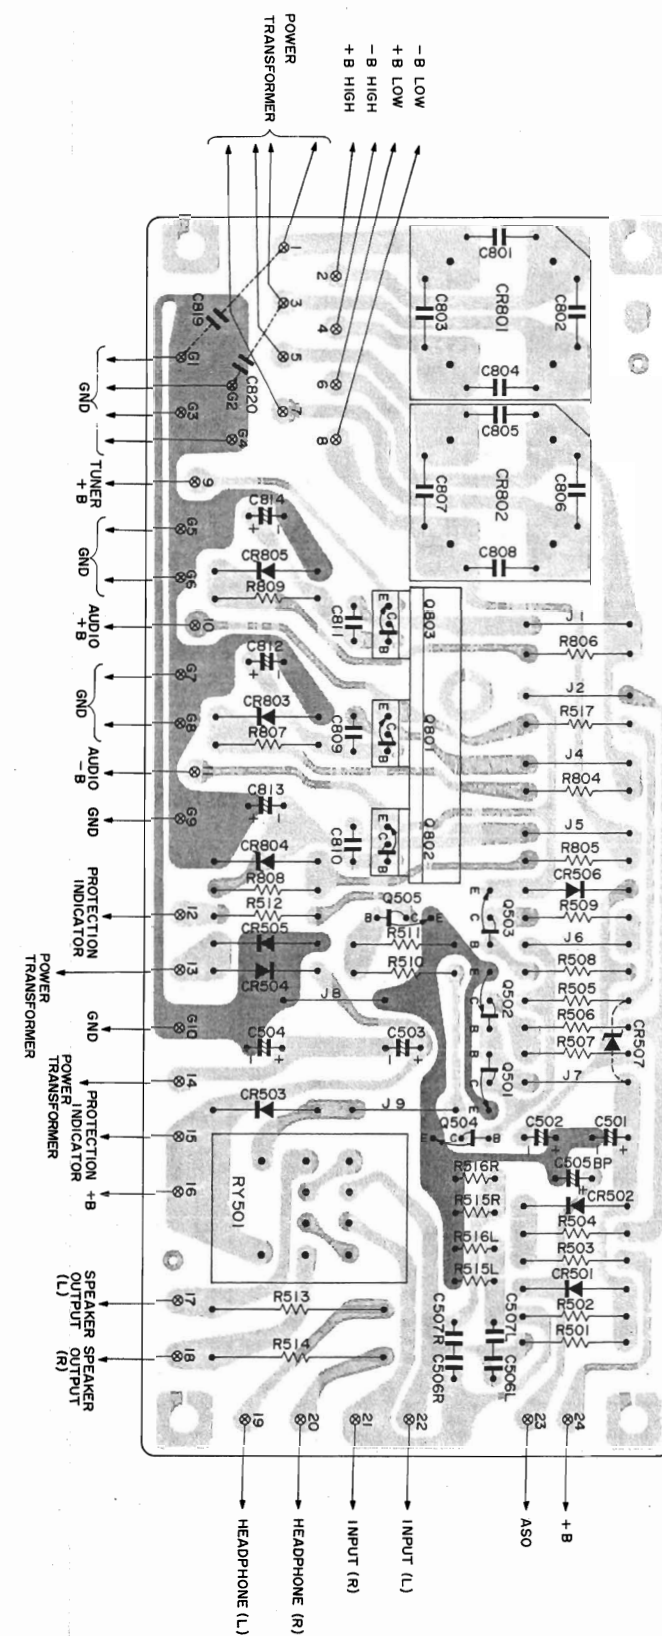 POWER
TRANSFORMER
+ B HIGH
- B HIGH
+ B LOW
- B LOW
1
2
3
4
5
6
7
8
C801
C802
C803
CR801
C804
C805
C806
C807
CR802
C808
C819
C820
G1
G2
G3
G4
GND
TUNER
+ B
9
C814
G5
GND
CR805
G6
R809
AUDIO
+B
10
C811
E
C
B
Q803
J1
R806
C812
G7
GND
J2
CR803
G8
R807
C809
E
C
B
Q801
R517
J4
AUDIO
- B
R804
C813
G9
GND
C810
E
C
B
Q802
J5
R805
CR804
R808
CR506
PROTECTION
INDICATOR
12
R512
Q505
B
C
E
E
C
B
Q503
R509
CR505
R511
J6
POWER
TRANSFORMER
13
CR504
R510
E
R508
J8
C
B
Q502
R505
GND
G10
R506
CR507
C504
+
-
C503
+
-
R507
POWER
TRANSFORMER
14
B
C
E
Q501
J7
CR503
J9
PROTECTION
INDICATOR
15
Q504
E
C
B
C502
C501
RY501
R516R
C505BP
+B
16
R515R
CR502
R516L
R504
R515L
R503
CR501
SPEAKER
OUTPUT
(L)
17
R513
C507R
C507L
R502
R501
SPEAKER
OUTPUT
(R)
18
R514
C506R
C506L
19
20
21
22
23
24
HEADPHONE (L)
HEADPHONE (R)
INPUT (R)
INPUT (L)
ASO
+ B